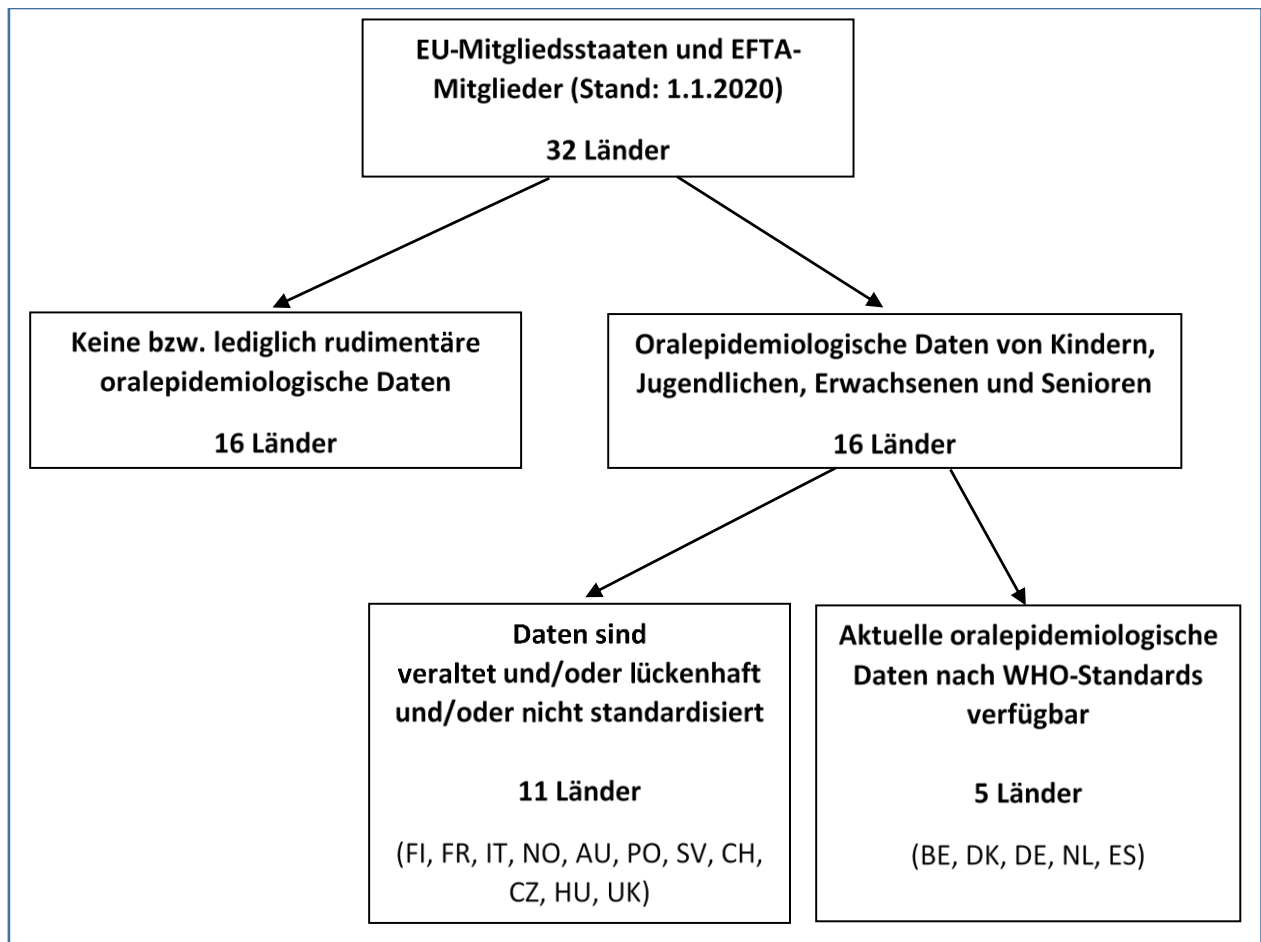 EU-Mitgliedsstaaten und EFTA-
Mitglieder (Stand: 1.1.2020)
32 Länder
Keine bzw. lediglich rudimentäre
oralepidemiologische Daten
16 Länder
Oralepidemiologische Daten von Kindern,
Jugendlichen, Erwachsenen und Senioren
16 Länder
Daten sind
veraltet und/oder lückenhaft
und/oder nicht standardisiert
11 Länder
(FI, FR, IT, NO, AU, PO, SV, CH,
CZ, HU, UK)
Aktuelle oralepidemiologische
Daten nach WHO-Standards
verfügbar
5 Länder
(BE, DK, DE, NL, ES)